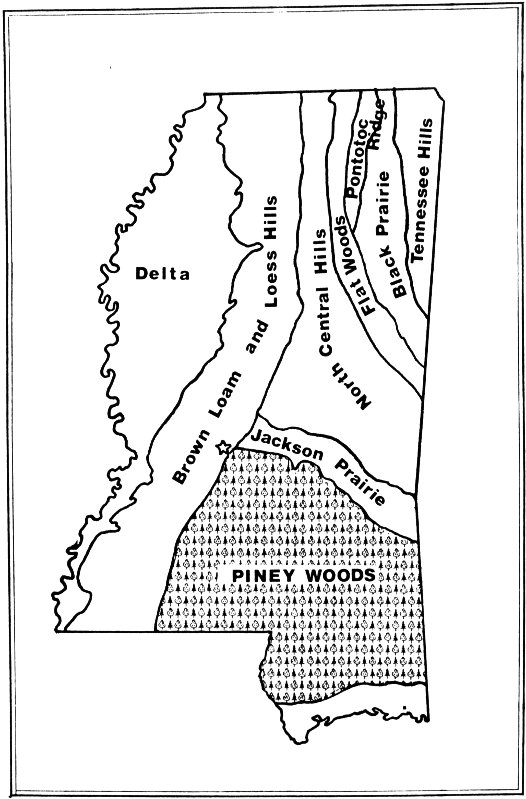 Delta
Brown Loam and Loess Hills
North Central Hills
Flat Woods
Pontotoc
Ridge
Black Prairie
Tennessee Hills
Jackson Prairie
PINEY WOODS